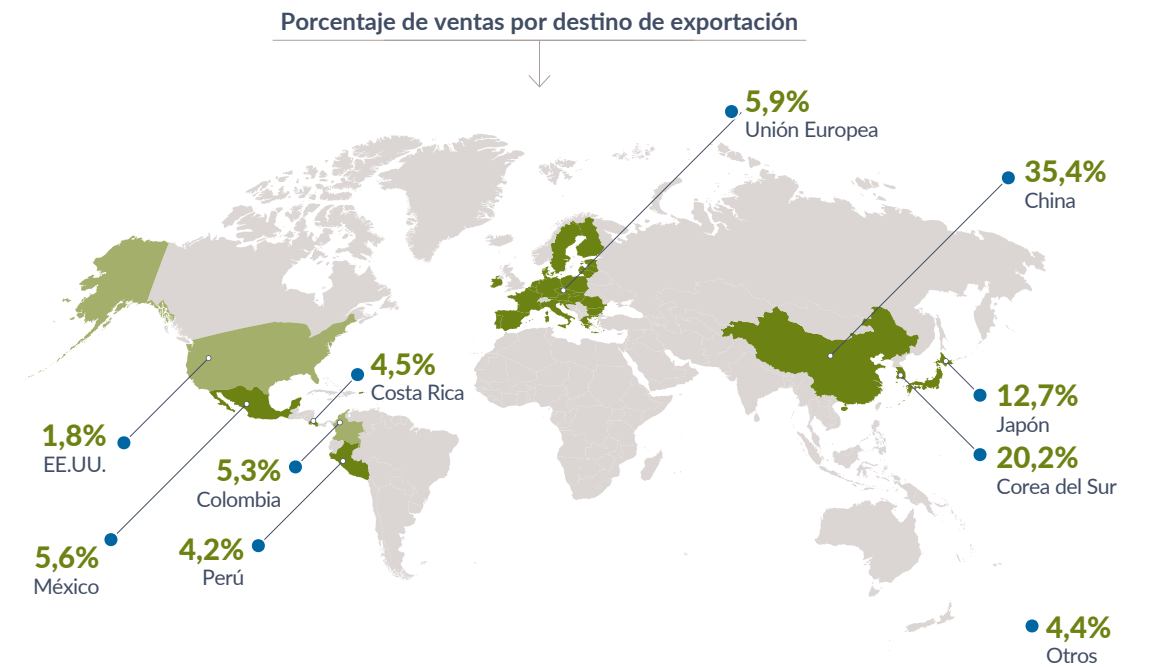 Porcentaje de ventas por destino de exportación
5,9%
Unión Europea
35,4%
China
4,5%
Costa Rica
12,7%
Japón
1,8%
EE.UU.
20,2%
Corea del Sur
5,3%
Colombia
4,2%
Perú
5,6%
México
4,4%
Otros